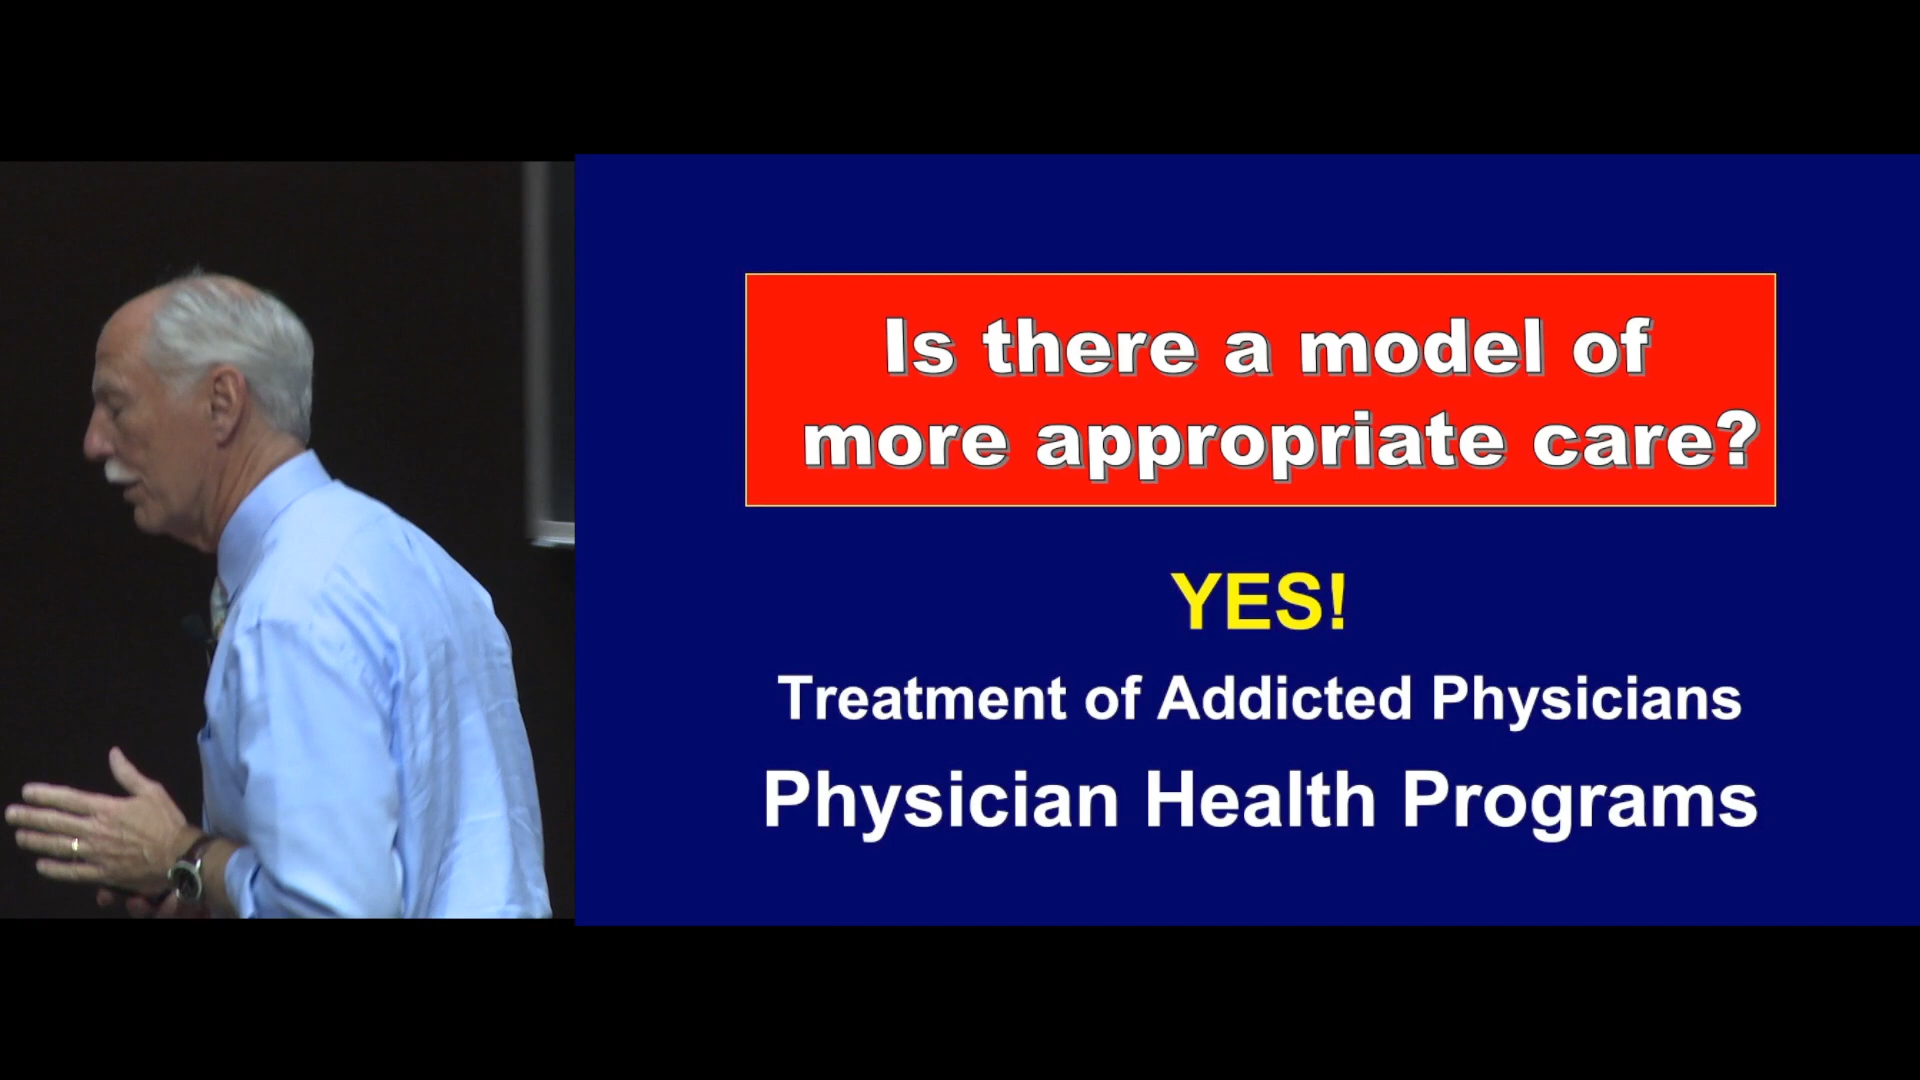 Is there a model of
more appropriate care?
YES!
Treatment of Addicted Physicians
Physician Health Programs